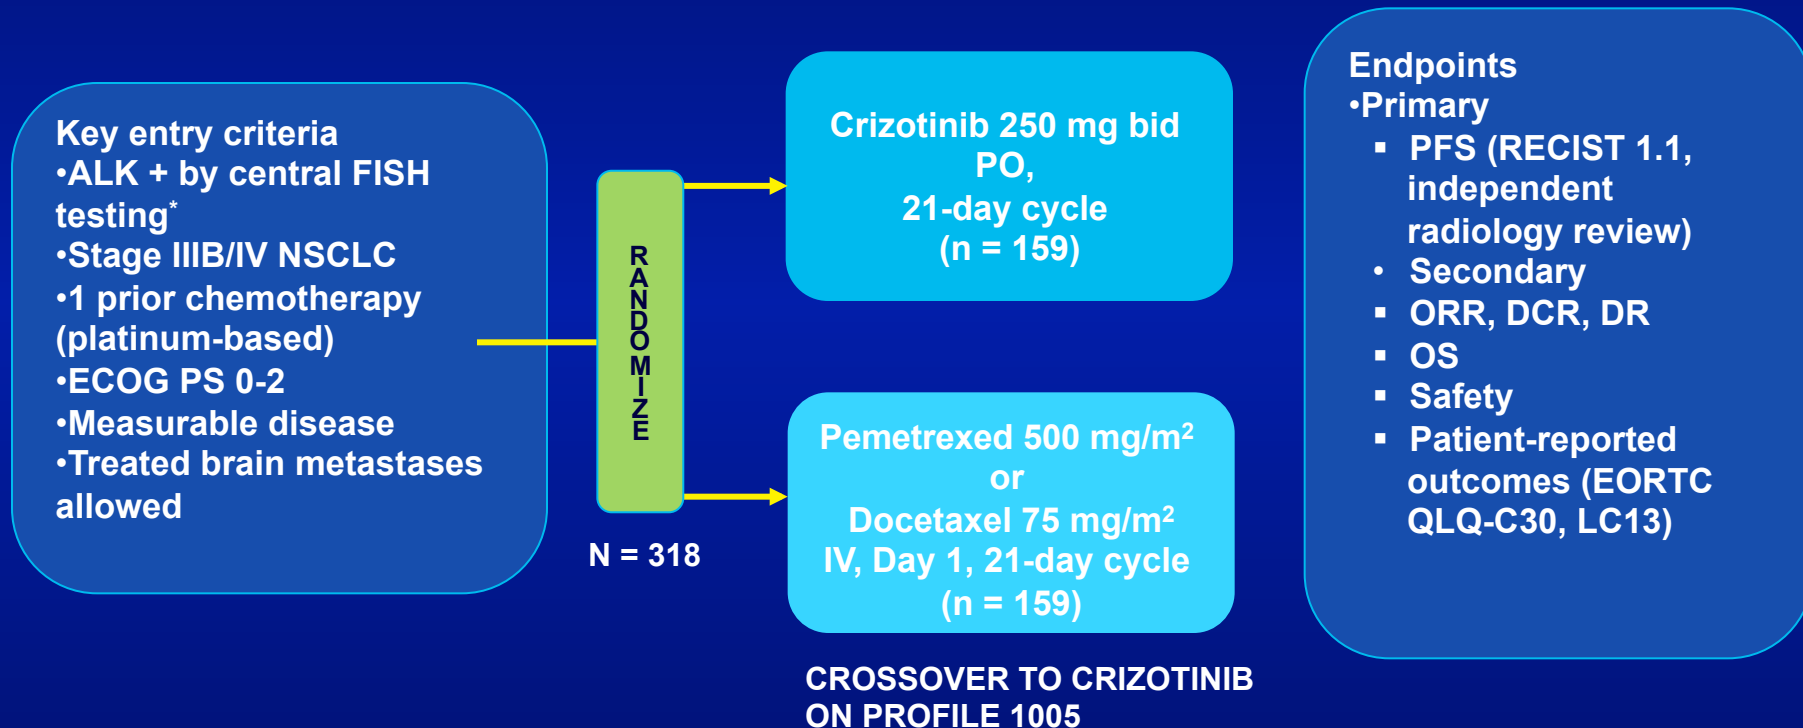 Key entry criteria
•ALK + by central FISH
testing*
•Stage IIIB/IV NSCLC
•1 prior chemotherapy
(platinum-based)
•ECOG PS 0-2
•Measurable disease
•Treated brain metastases
allowed
RANDOMIZE
N = 318
Crizotinib 250 mg bid
PO,
21-day cycle
(n = 159)
Pemetrexed 500 mg/m²
or
Docetaxel 75 mg/m²
IV, Day 1, 21-day cycle
(n = 159)
CROSSOVER TO CRIZOTINIB
ON PROFILE 1005
Endpoints
•Primary
▪ PFS (RECIST 1.1,
independent
radiology review)
• Secondary
▪ ORR, DCR, DR
▪ OS
▪ Safety
▪ Patient-reported
outcomes (EORTC
QLQ-C30, LC13)